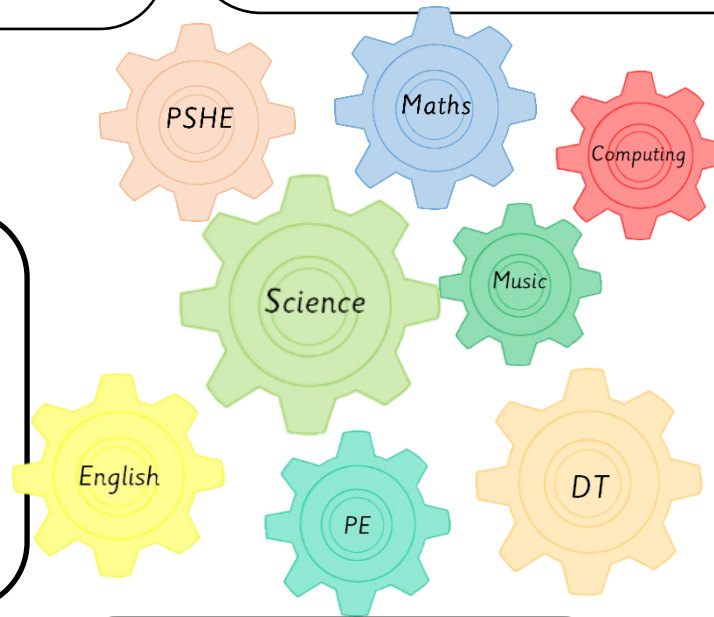 PSHE
Maths
Computing
Science
Music
English
PE
DT